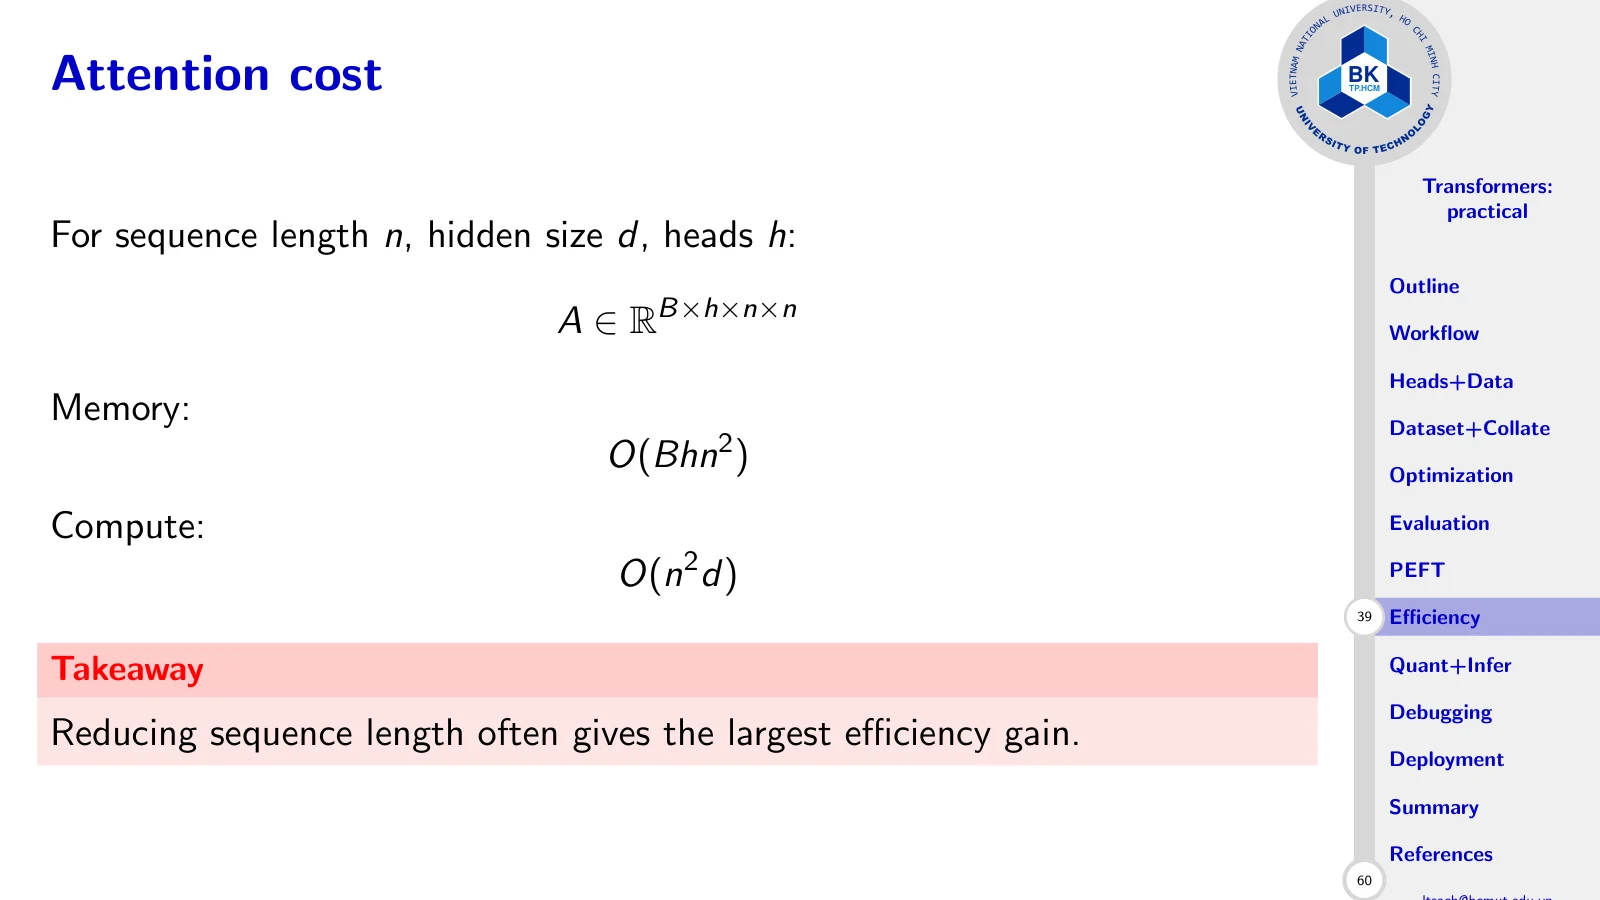 Attention cost
For sequence length n, hidden size d, heads h:
A ∈ ℝ^{B×h×n×n}
Memory:
O(Bhn²)
Compute:
O(n²d)
Takeaway
Reducing sequence length often gives the largest efficiency gain.
VIETNAM NATIONAL UNIVERSITY, HO CHI MINH CITY
BK
TP.HCM
UNIVERSITY OF TECHNOLOGY
Transformers:
practical
Outline
Workflow
Heads+Data
Dataset+Collate
Optimization
Evaluation
PEFT
39 Efficiency
Quant+Infer
Debugging
Deployment
Summary
References
60